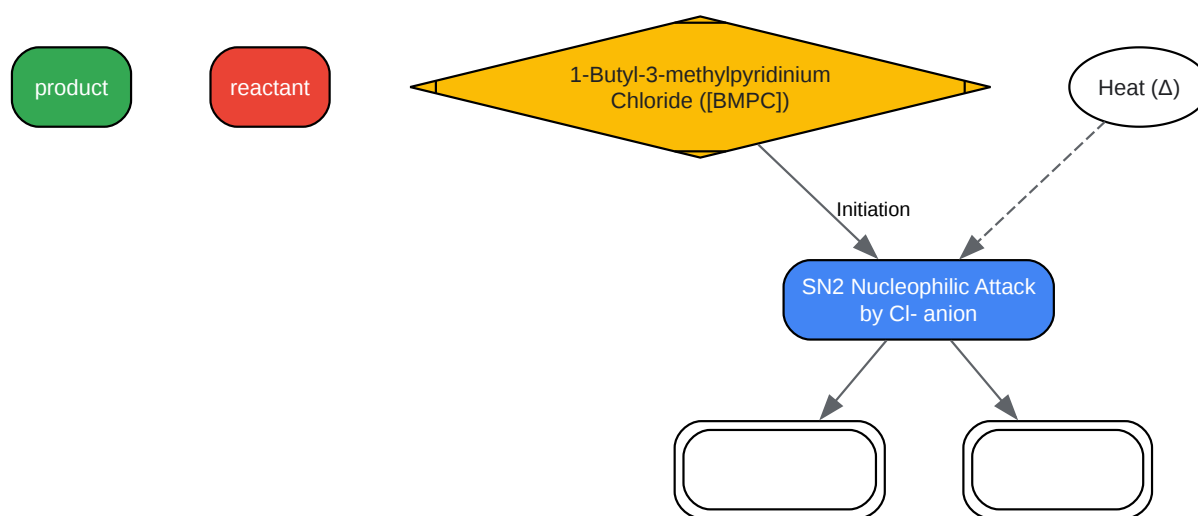 product
reactant
1-Butyl-3-methylpyridinium
Chloride ([BMPC])
Heat (Δ)
Initiation
SN2 Nucleophilic Attack
by Cl- anion